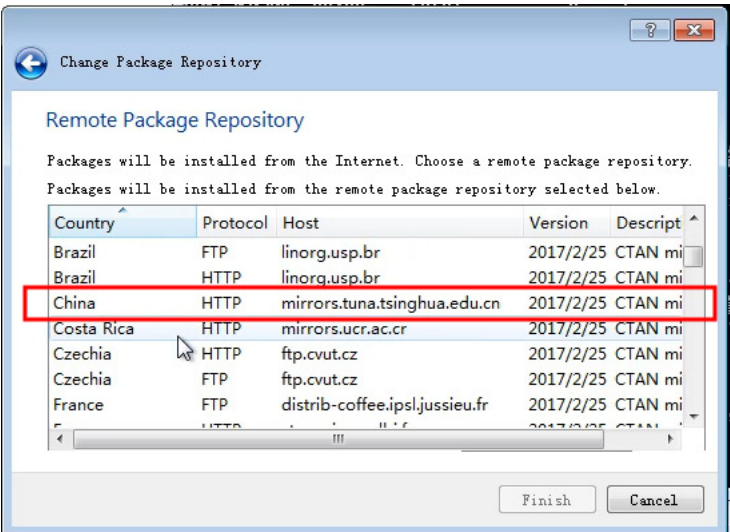 Change Package Repository
Remote Package Repository
Packages will be installed from the Internet. Choose a remote package repository.
Packages will be installed from the remote package repository selected below.
Country Protocol Host Version Descript
Brazil FTP linorg.usp.br 2017/2/25 CTAN mi
Brazil HTTP linorg.usp.br 2017/2/25 CTAN mi
China HTTP mirrors.tuna.tsinghua.edu.cn 2017/2/25 CTAN mi
Costa Rica HTTP mirrors.ucr.ac.cr 2017/2/25 CTAN mi
Czechia HTTP ftp.cvut.cz 2017/2/25 CTAN mi
Czechia FTP ftp.cvut.cz 2017/2/25 CTAN mi
France FTP distrib-coffee.ipsl.jussieu.fr 2017/2/25 CTAN mi
Finish Cancel